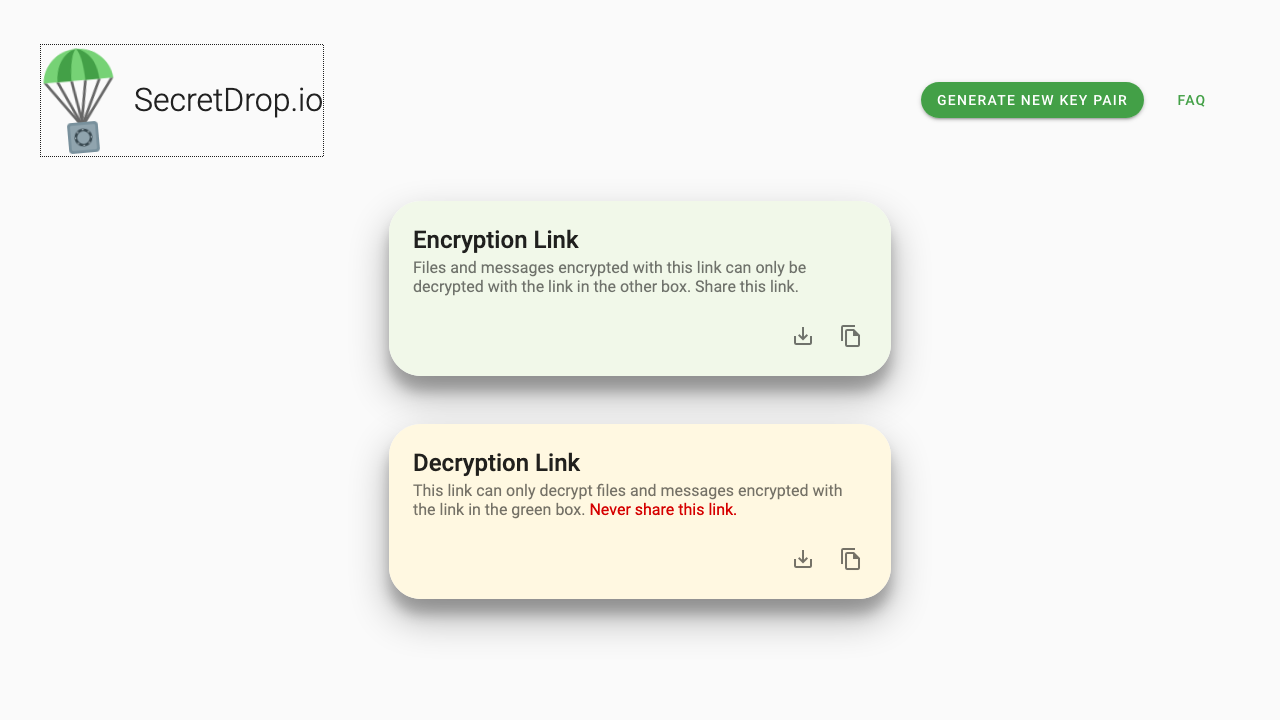 SecretDrop.io
GENERATE NEW KEY PAIR
FAQ
Encryption Link
Files and messages encrypted with this link can only be
decrypted with the link in the other box. Share this link.
Decryption Link
This link can only decrypt files and messages encrypted with
the link in the green box. Never share this link.